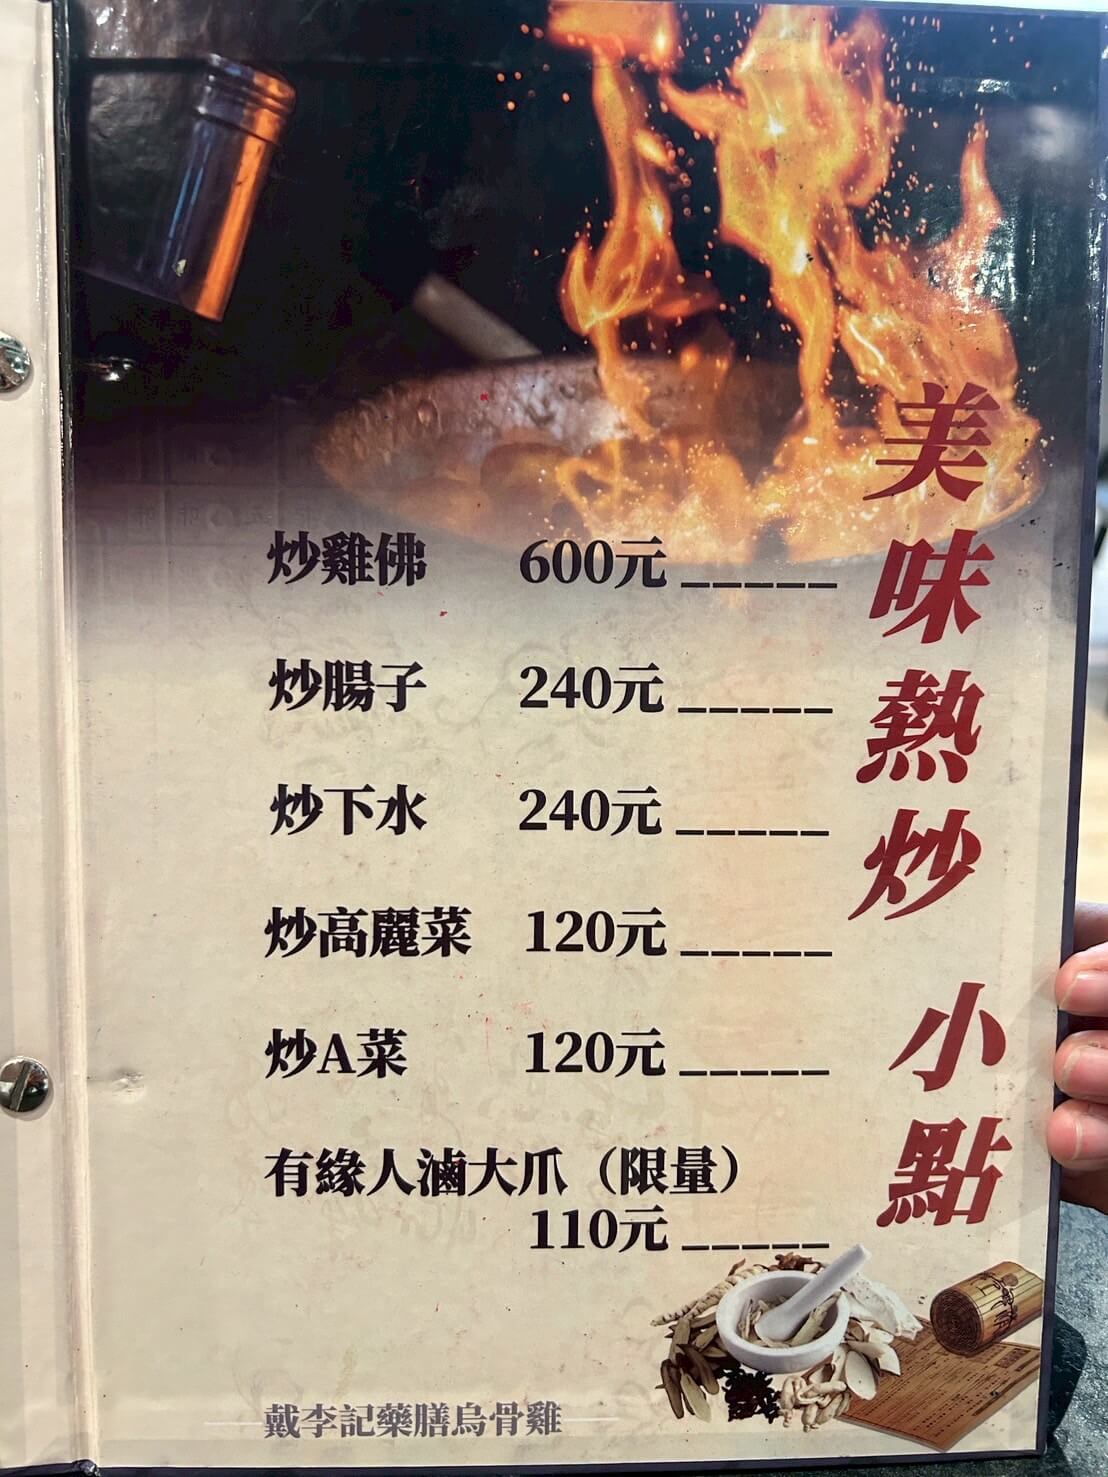 美味熱炒 小點
炒雞佛 600元 _____
炒腸子 240元 _____
炒下水 240元 _____
炒高麗菜 120元 _____
炒A菜 120元 _____
有緣人滷大爪（限量）
110元 _____
戴李記藥膳烏骨雞